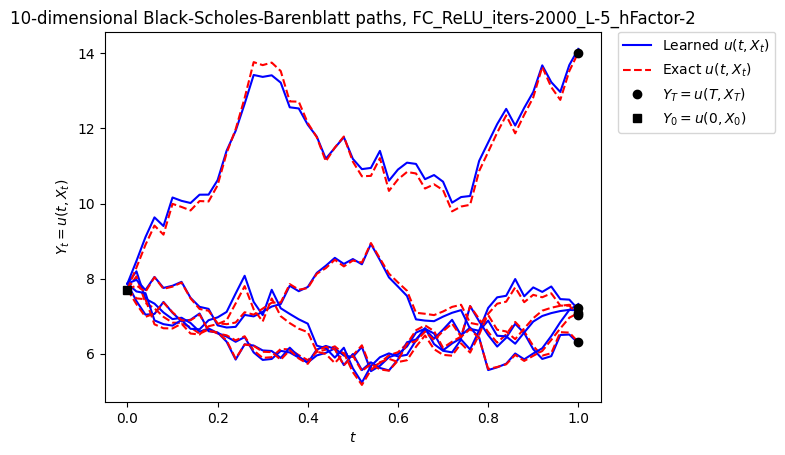 10-dimensional Black-Scholes-Barenblatt paths, FC_ReLU_iters-2000_L-5_hFactor-2
Learned u(t, X_t)
Exact u(t, X_t)
Y_T = u(T, X_T)
Y_0 = u(0, X_0)
Y_t = u(t, X_t)
14
12
10
8
6
0.0 0.2 0.4 0.6 0.8 1.0
t